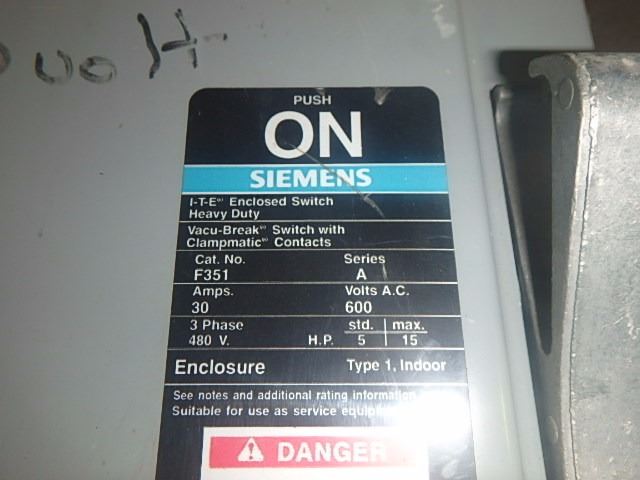 PUSH
ON
SIEMENS
I-T-E® Enclosed Switch
Heavy Duty
Vacu-Break® Switch with
Clampmatic® Contacts
Cat. No. Series
F351 A
Amps. Volts A.C.
30 600
3 Phase std. max.
480 V. H.P. 5 15
Enclosure Type 1, Indoor
See notes and additional rating information
Suitable for use as service
DANGER